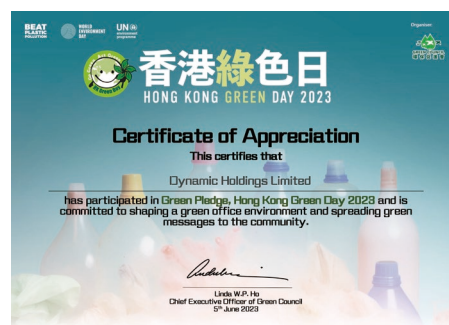 BEAT
PLASTIC
POLLUTION
WORLD
ENVIRONMENT
DAY
UN
environment
programme
Organiser:
HK Green Day
香港綠色日
HONG KONG GREEN DAY 2023
Certificate of Appreciation
This certifies that
Dynamic Holdings Limited
has participated in Green Pledge, Hong Kong Green Day 2023 and is
committed to shaping a green office environment and spreading green
messages to the community.
Linda W.P. Ho
Chief Executive Officer of Green Council
5th June 2023